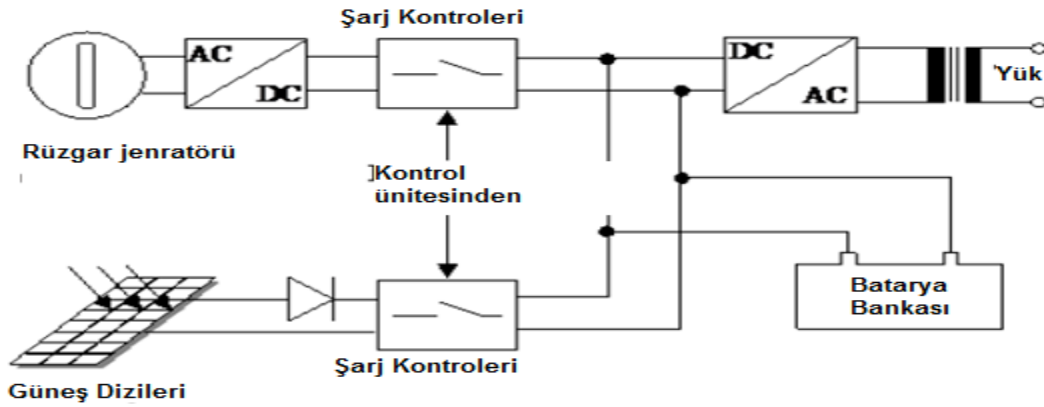 Şarj Kontroleri
AC
DC
DC
AC
'Yük
Rüzgar jenratörü
]Kontrol
ünitesinden
Batarya
Bankası
Şarj Kontroleri
Güneş Dizileri